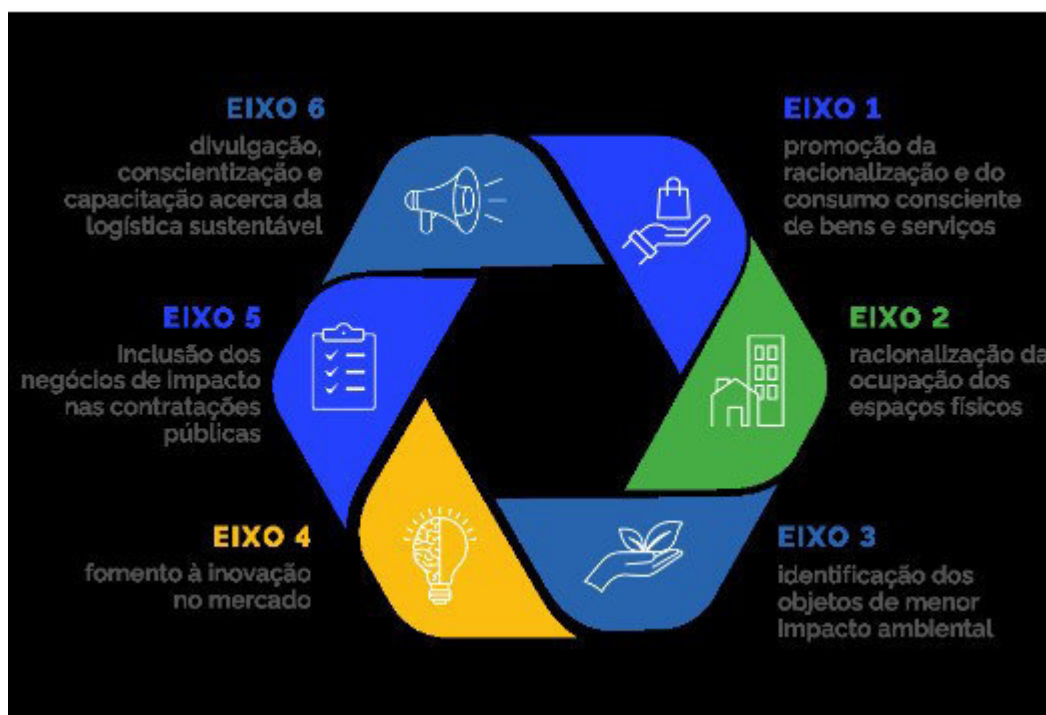 EIXO 6
divulgação,
conscientização e
capacitação acerca da
logística sustentável
EIXO 1
promoção da
racionalização e do
consumo consciente
de bens e serviços
EIXO 5
inclusão dos
negócios de impacto
nas contratações
públicas
EIXO 2
racionalização da
ocupação dos
espaços físicos
EIXO 4
fomento à inovação
no mercado
EIXO 3
identificação dos
objetos de menor
impacto ambiental